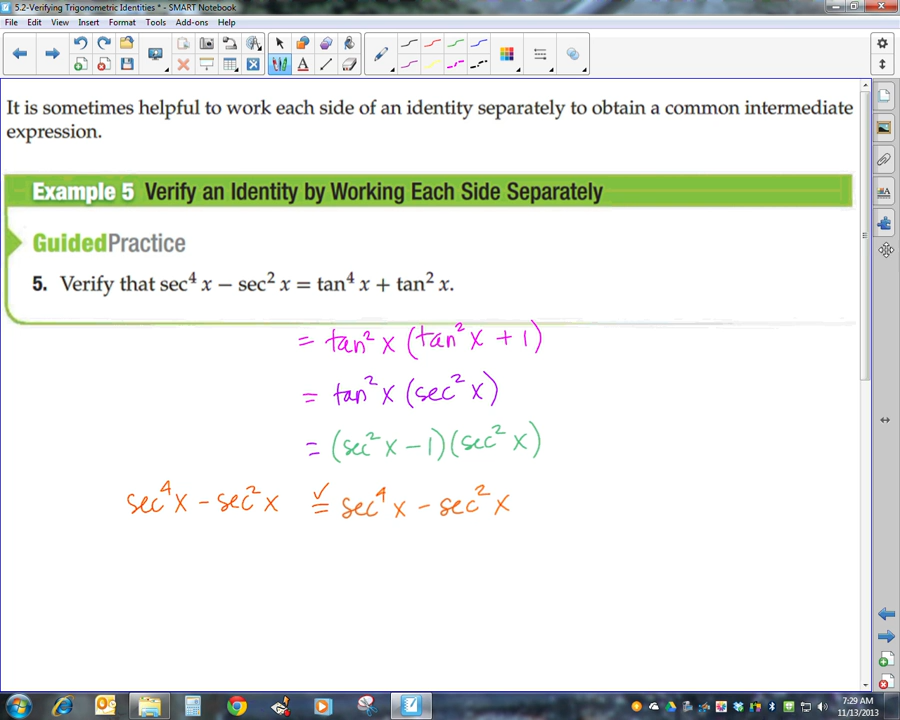 5.2-Verifying Trigonometric Identities * - SMART Notebook
File Edit View Insert Format Tools Add-ons Help
It is sometimes helpful to work each side of an identity separately to obtain a common intermediate
expression.
Example 5 Verify an Identity by Working Each Side Separately
GuidedPractice
5. Verify that sec⁴ x − sec² x = tan⁴ x + tan² x.
= tan² x (tan² x + 1)
= tan² x (sec² x)
= (sec² x − 1)(sec² x)
sec⁴ x − sec² x ✓= sec⁴ x − sec² x
7:29 AM
11/13/2013